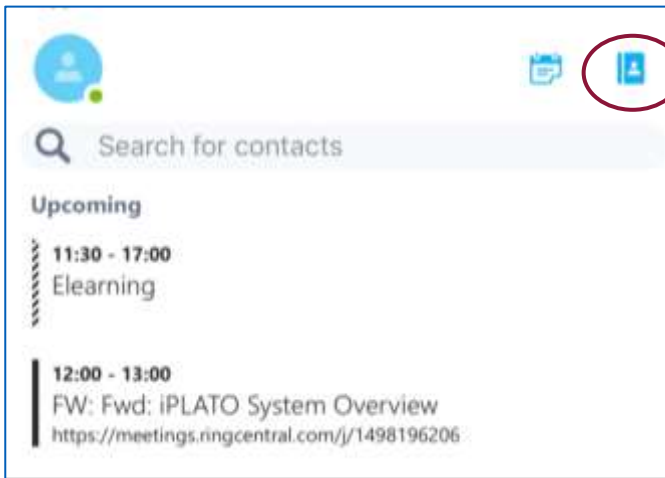 Search for contacts
Upcoming
11:30 - 17:00
Elearning
12:00 - 13:00
FW: Fwd: iPLATO System Overview
https://meetings.ringcentral.com/j/1498196206